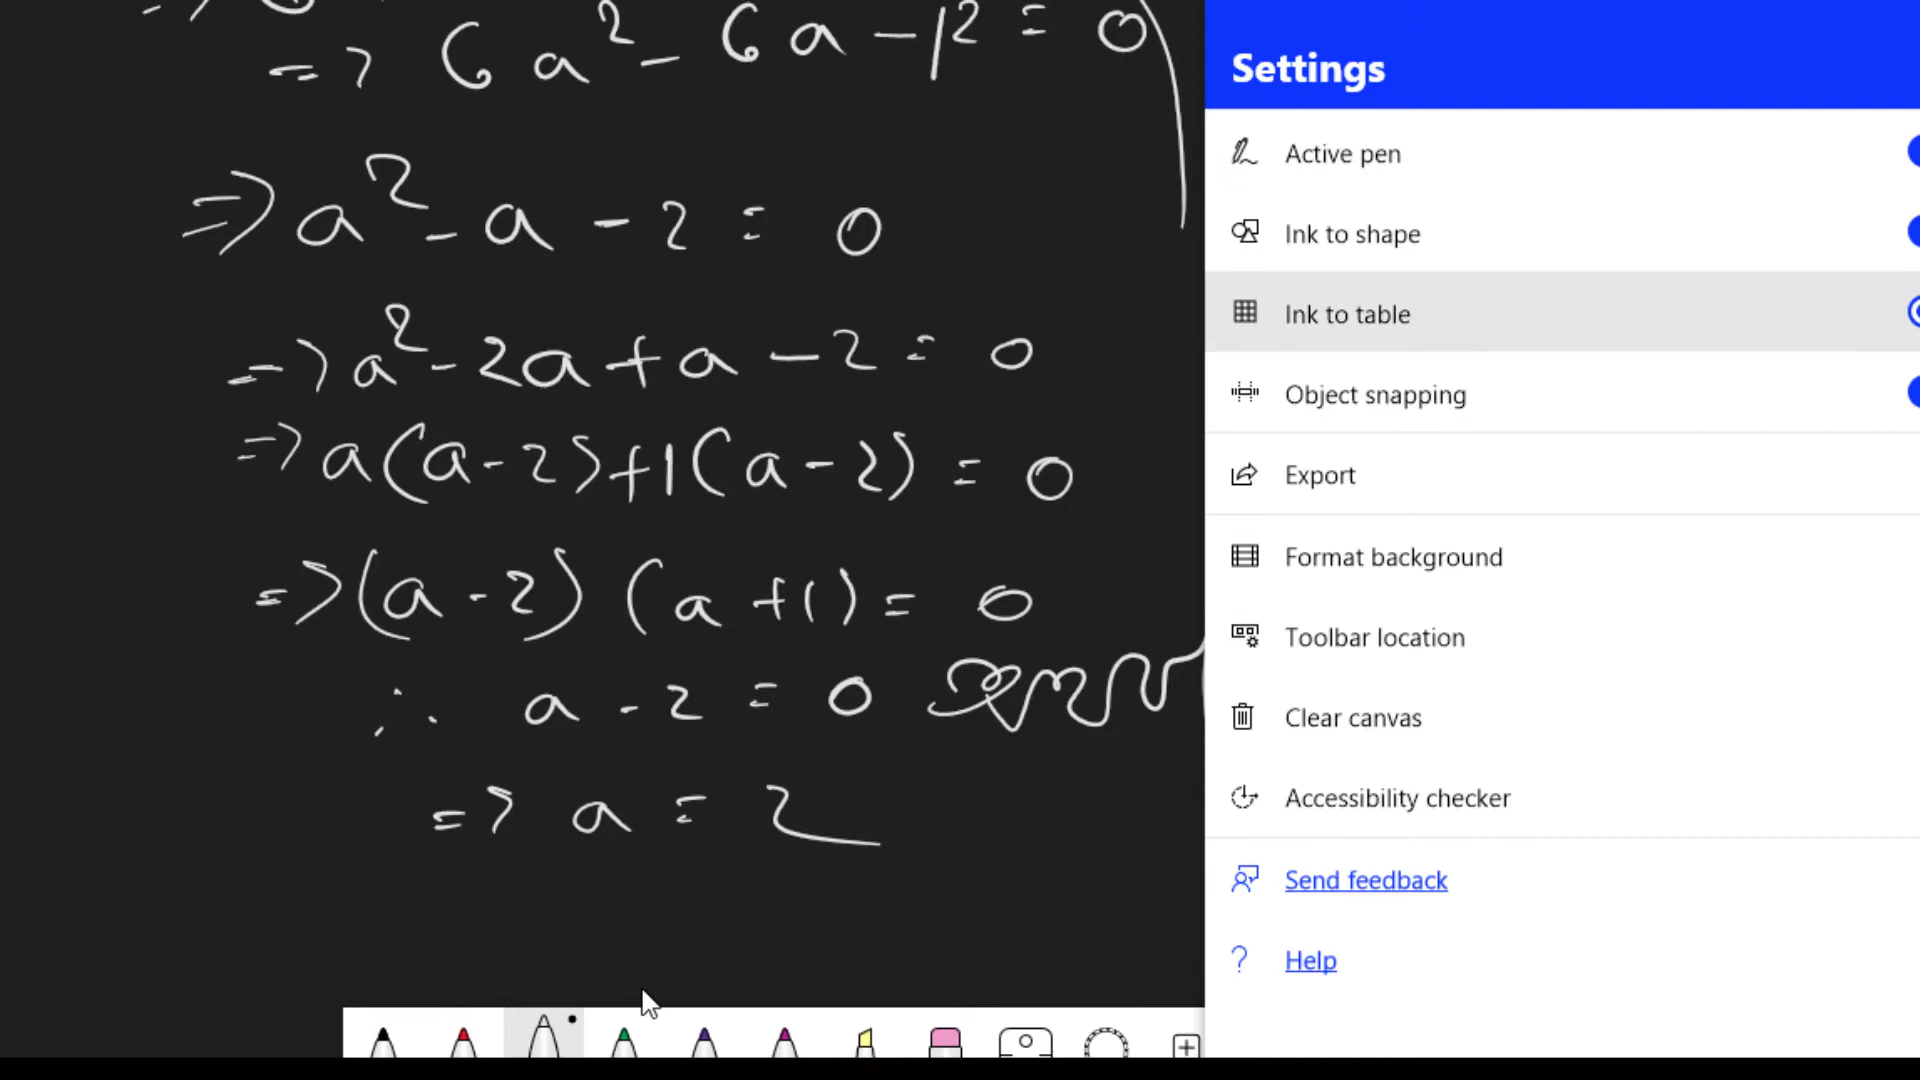 => 6a² - 6a - 12 = 0
=> a² - a - 2 = 0
=> a² - 2a + a - 2 = 0
=> a(a-2)+1(a-2) = 0
=> (a-2) (a+1) = 0
∴ a - 2 = 0
=> a = 2
Settings
Active pen
Ink to shape
Ink to table
Object snapping
Export
Format background
Toolbar location
Clear canvas
Accessibility checker
Send feedback
? Help